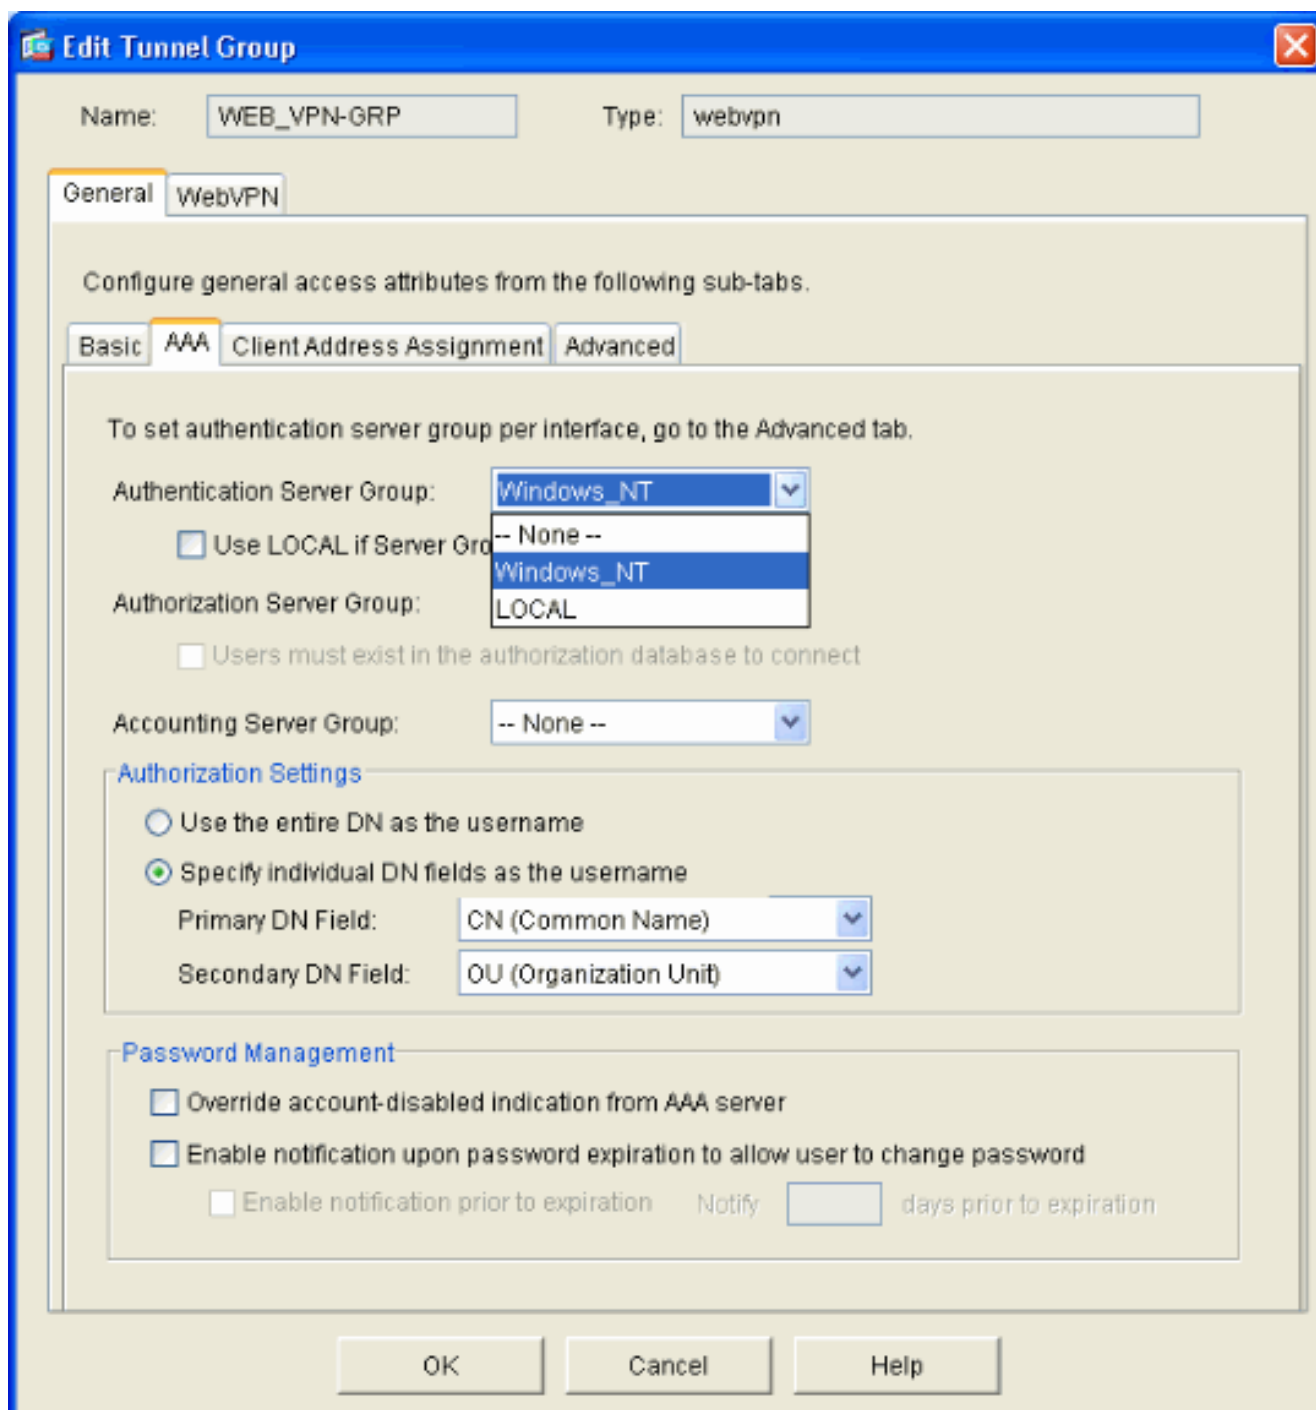 Edit Tunnel Group
Name: WEB_VPN-GRP Type: webvpn
General WebVPN
Configure general access attributes from the following sub-tabs.
Basic AAA Client Address Assignment Advanced
To set authentication server group per interface, go to the Advanced tab.
Authentication Server Group: Windows_NT
-- None --
Use LOCAL if Server
Windows_NT
Authorization Server Group:
LOCAL
Users must exist in the authorization database to connect
Accounting Server Group: -- None --
Authorization Settings
Use the entire DN as the username
Specify individual DN fields as the username
Primary DN Field: CN (Common Name)
Secondary DN Field: OU (Organization Unit)
Password Management
Override account-disabled indication from AAA server
Enable notification upon password expiration to allow user to change password
Enable notification prior to expiration Notify days prior to expiration
OK Cancel Help